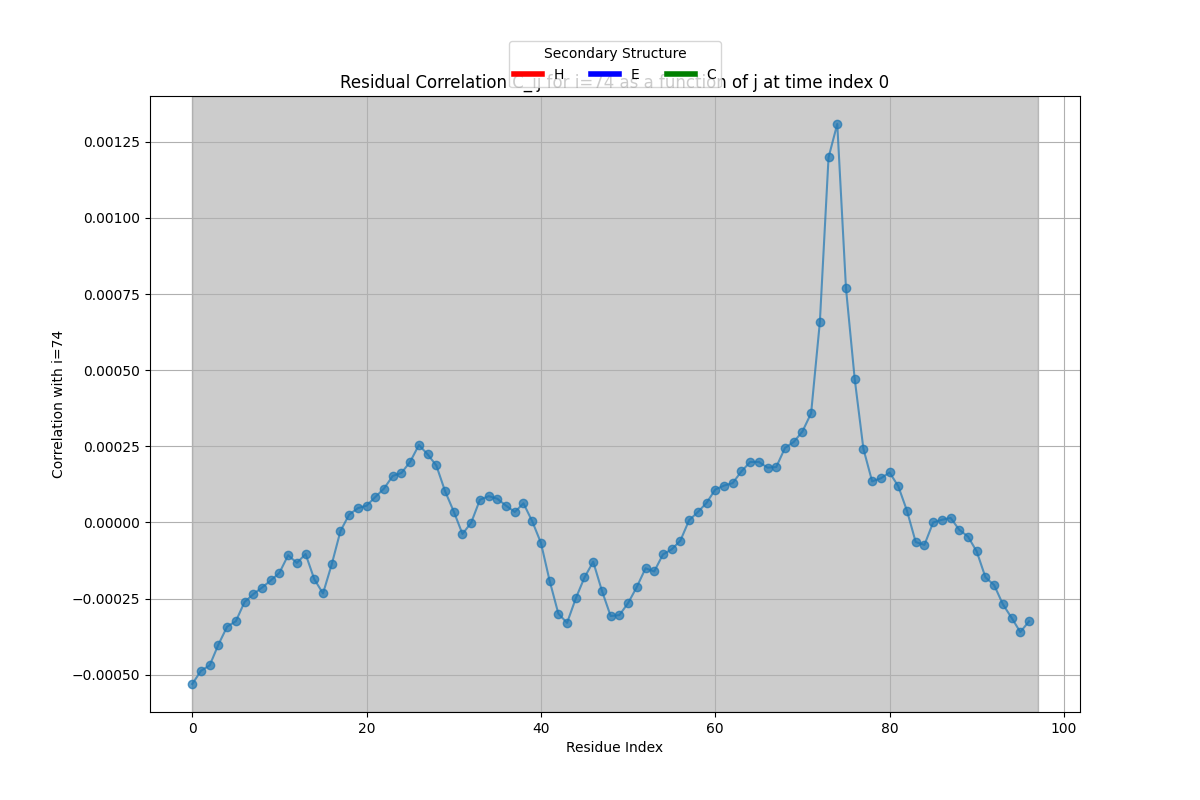 Secondary Structure
H E C
Residual Correlation C_ij for i=74 as a function of j at time index 0
0.00125
0.00100
0.00075
0.00050
0.00025
0.00000
−0.00025
−0.00050
Correlation with i=74
0 20 40 60 80 100
Residue Index